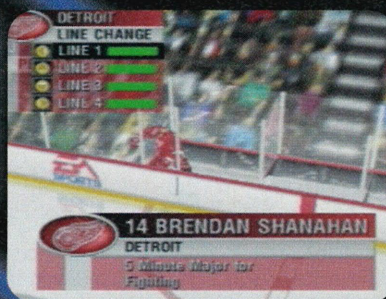 DETROIT
LINE CHANGE
LINE 1
LINE 2
LINE 3
LINE 4
EA
SPORTS
14 BRENDAN SHANAHAN
DETROIT
5 Minute Major for
Fighting